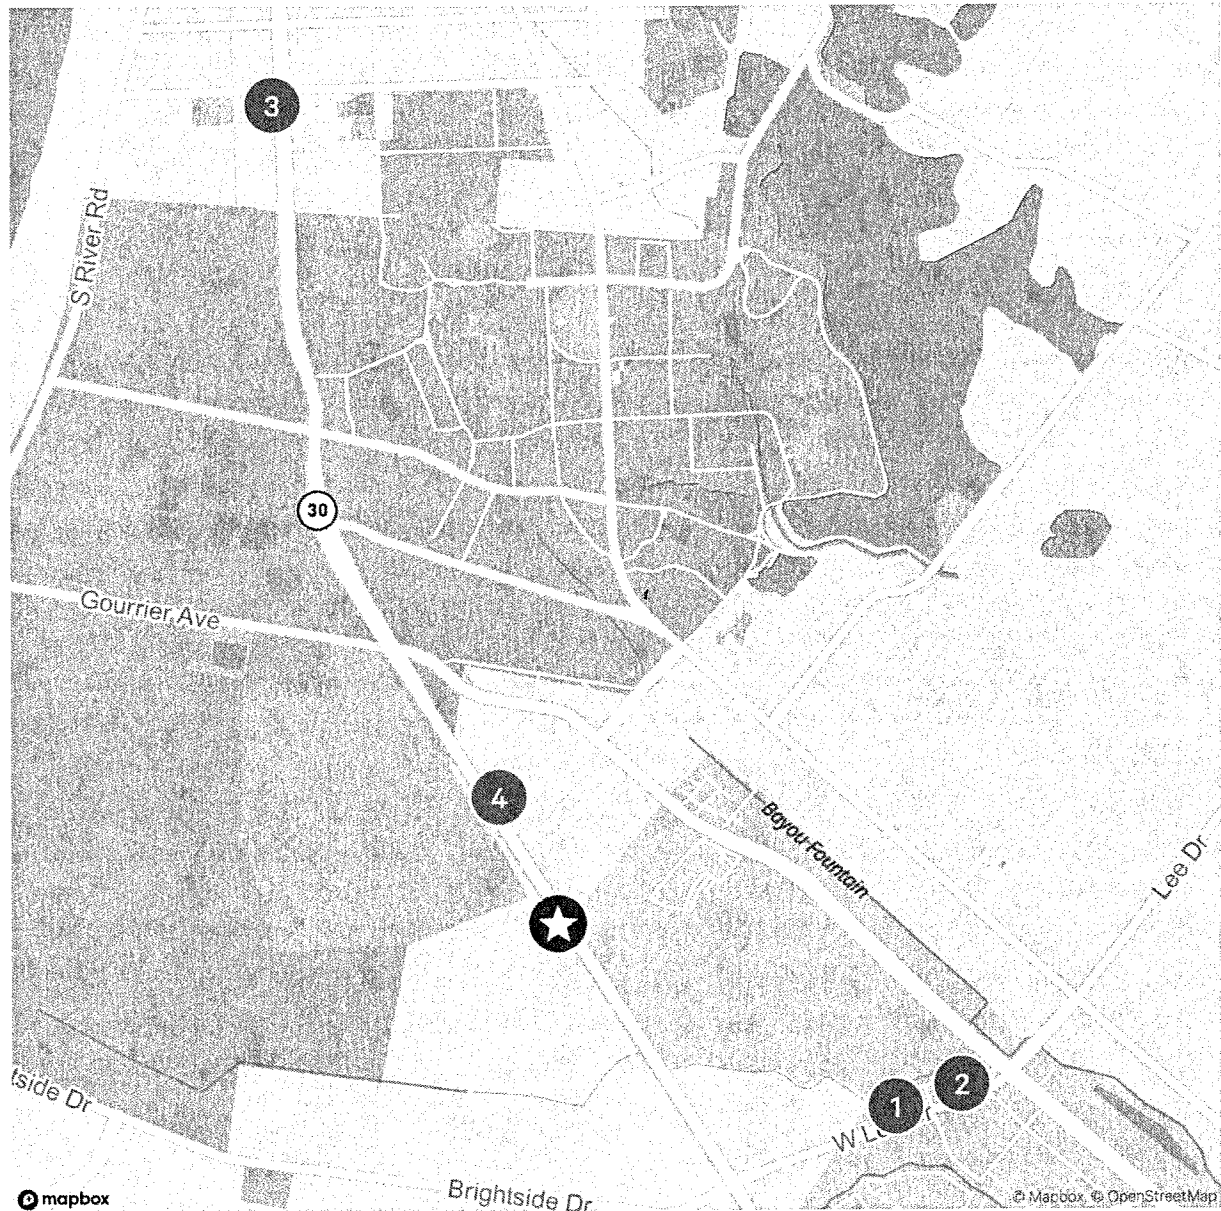 3
S River Rd
30
Gourrier Ave
4
Bayou Fountain
Lee Dr
2
1
W L
r
tside Dr
Brightside Dr
mapbox
© Mapbox, © OpenStreetMap